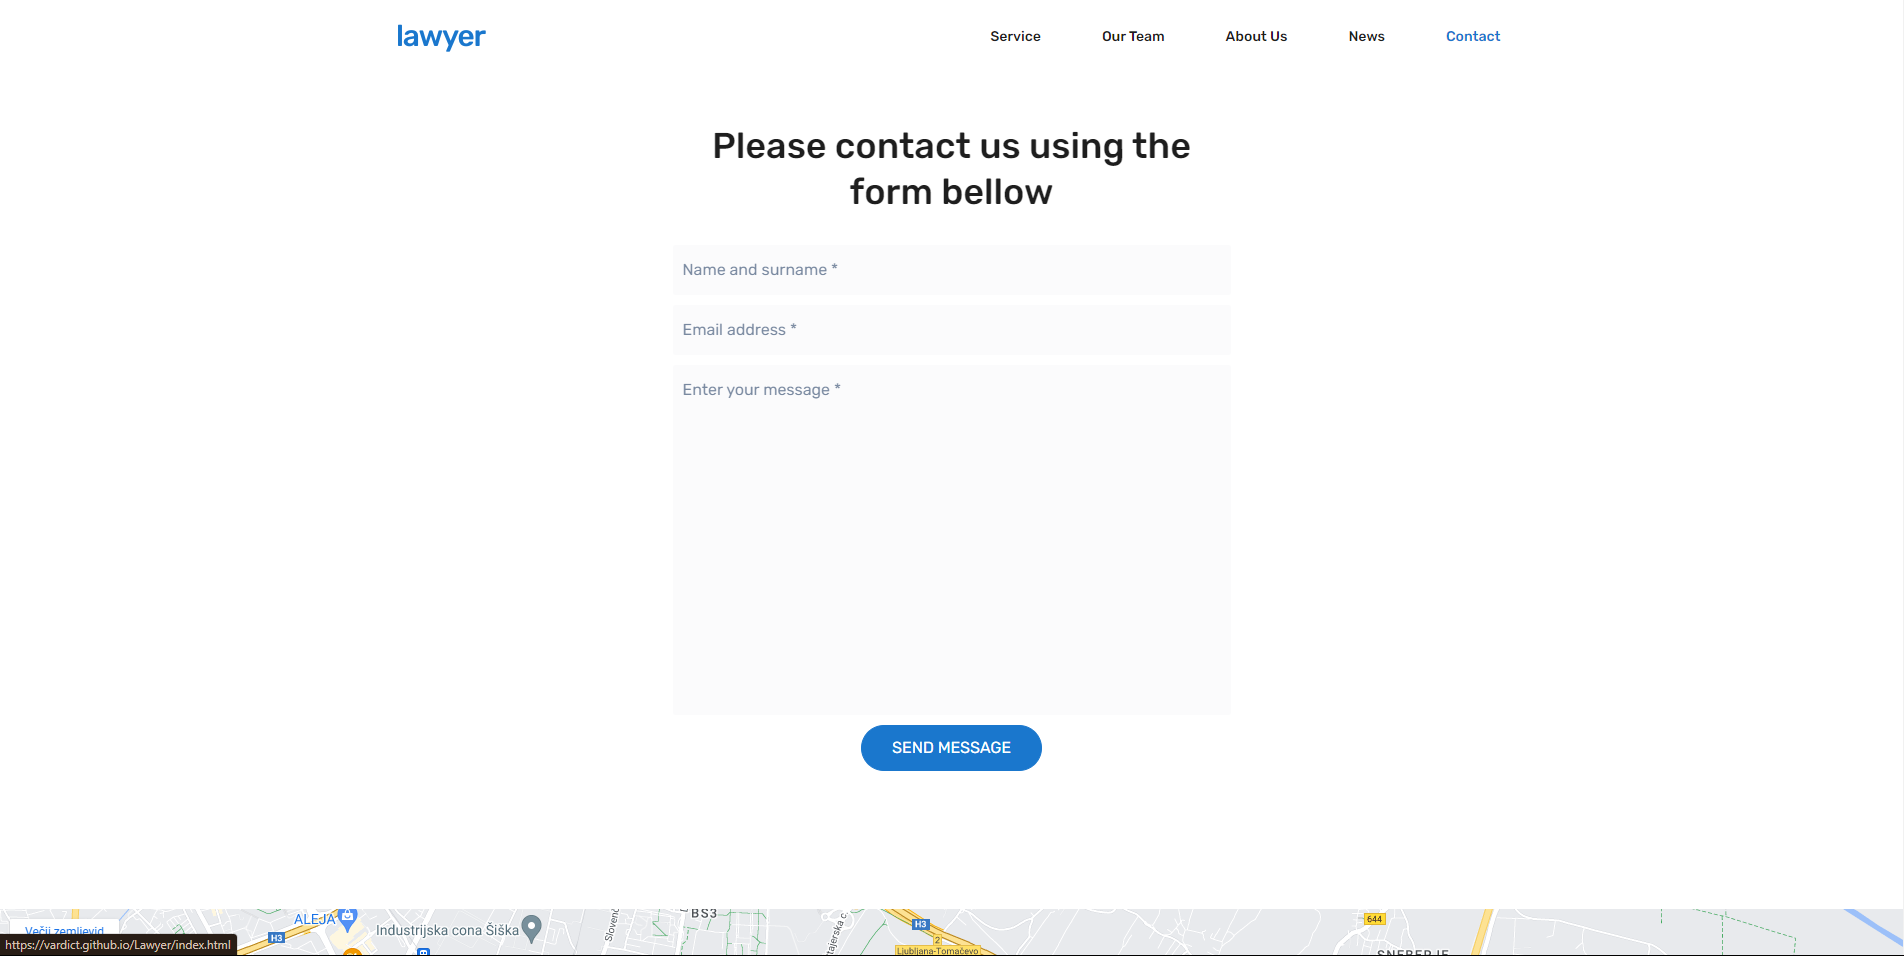 lawyer
Service
Our Team
About Us
News
Contact
Please contact us using the
form bellow
Name and surname *
Email address *
Enter your message *
SEND MESSAGE
ALEJA
BS3
H3
644
Industrijska cona Šiška
Večji zemljevid
H3
2
https://vardict.github.io/Lawyer/index.html
Ljubljana-Tomačevo
SNEBERJE